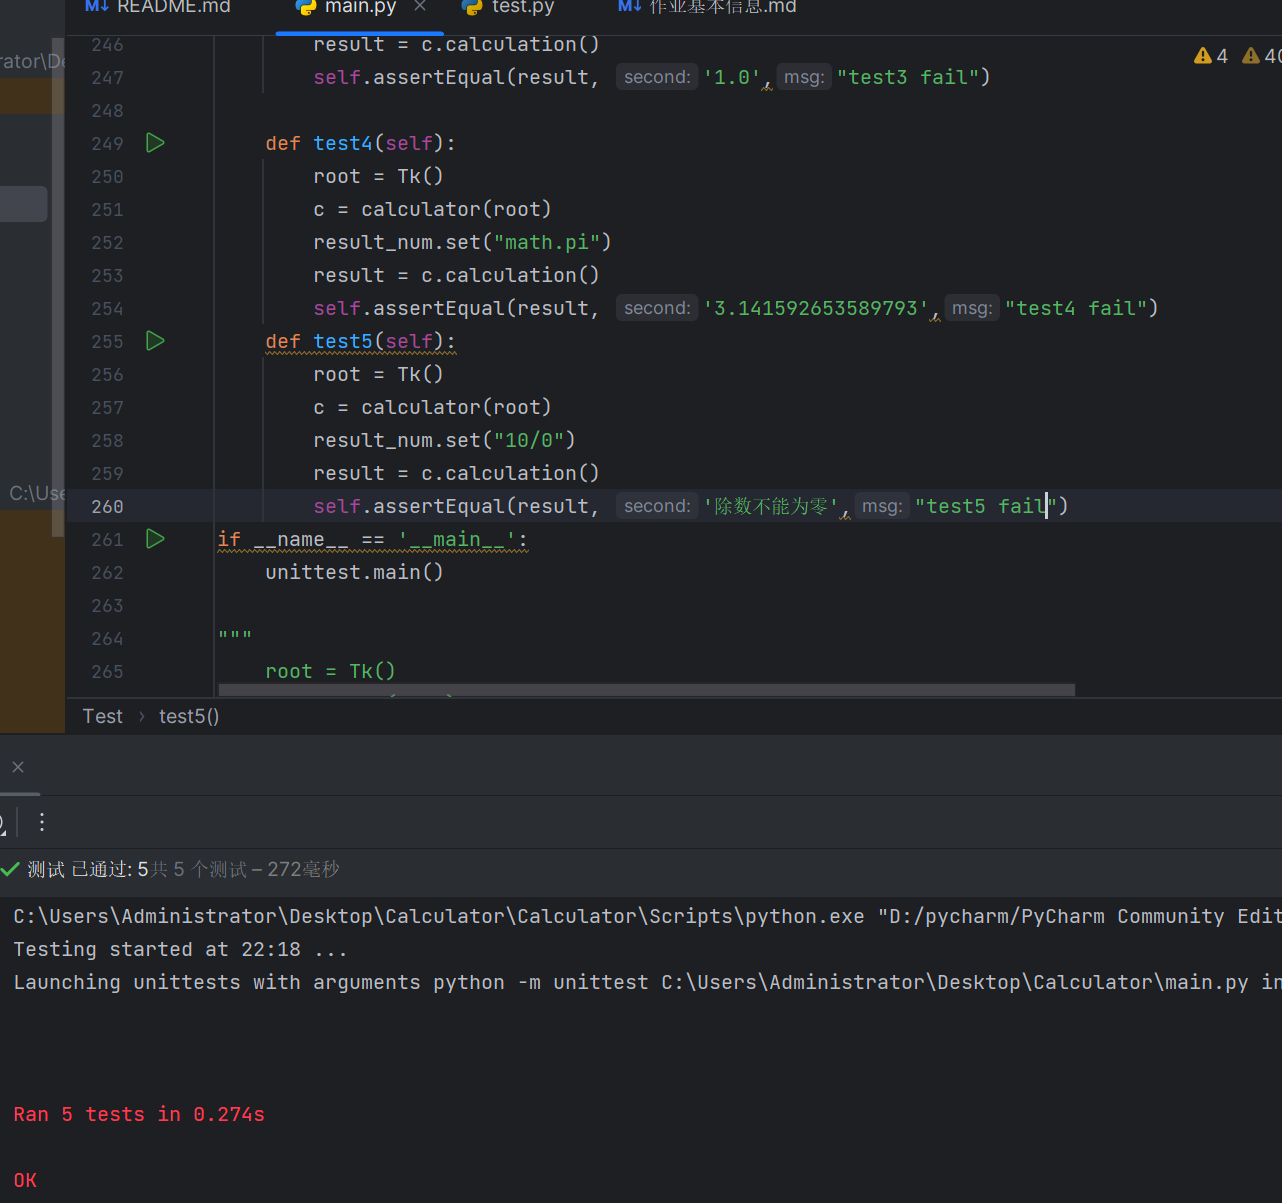 README.md
main.py
test.py
作业基本信息.md
rator\De
4
40
246 result = c.calculation()
247 self.assertEqual(result, second: '1.0', msg: "test3 fail")
248
249 def test4(self):
250 root = Tk()
251 c = calculator(root)
252 result_num.set("math.pi")
253 result = c.calculation()
254 self.assertEqual(result, second: '3.141592653589793', msg: "test4 fail")
255 def test5(self):
256 root = Tk()
257 c = calculator(root)
258 result_num.set("10/0")
259 result = c.calculation()
C:\Use
260 self.assertEqual(result, second: '除数不能为零', msg: "test5 fail")
261 if __name__ == '__main__':
262 unittest.main()
263
264 """
265 root = Tk()
Test › test5()
测试 已通过: 5共 5 个测试 – 272毫秒
C:\Users\Administrator\Desktop\Calculator\Calculator\Scripts\python.exe "D:/pycharm/PyCharm Community Edit
Testing started at 22:18 ...
Launching unittests with arguments python -m unittest C:\Users\Administrator\Desktop\Calculator\main.py in
Ran 5 tests in 0.274s
OK